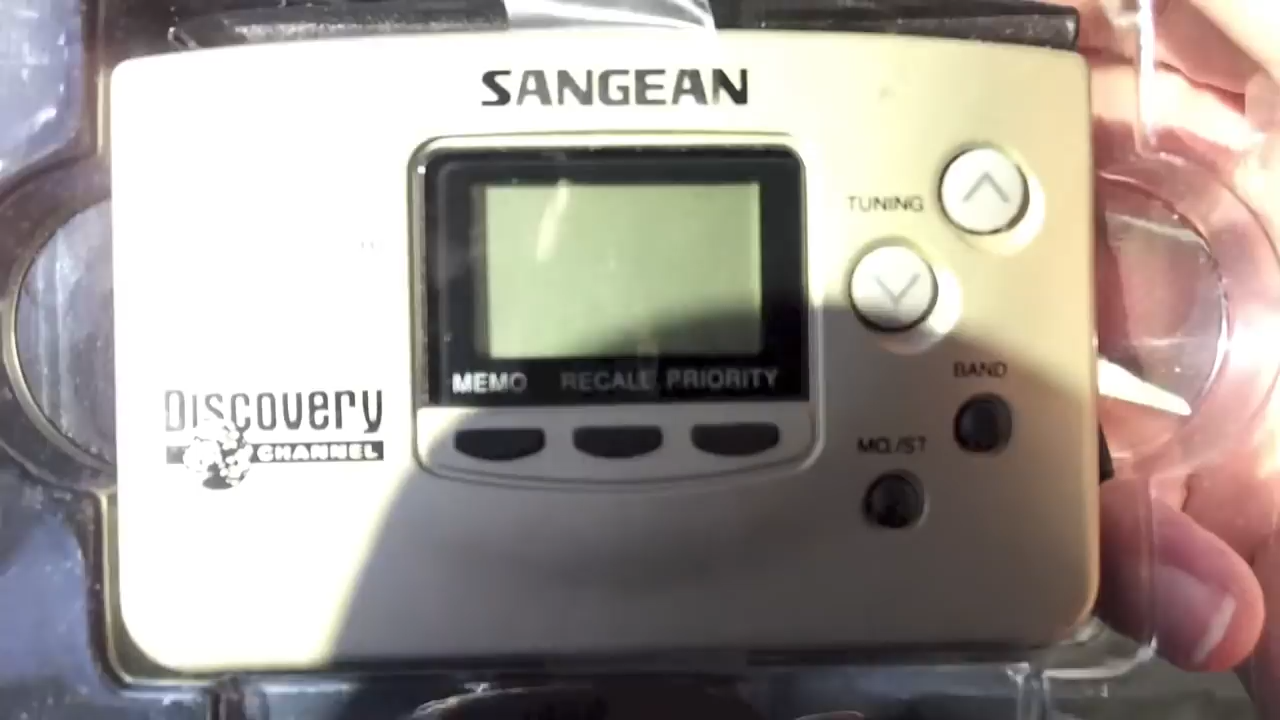 SANGEAN
TUNING
MEMO RECALL PRIORITY
BAND
Discovery
CHANNEL
MO./ST